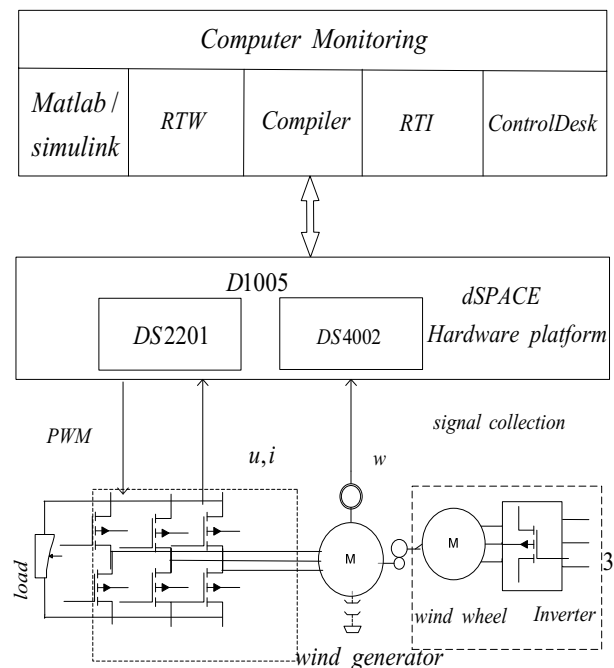 Computer Monitoring
Matlab /
simulink
RTW
Compiler
RTI
ControlDesk
D1005
dSPACE
Hardware platform
DS2201
DS4002
PWM
u,i
w
signal collection
load
M
M
3
wind wheel
Inverter
wind generator